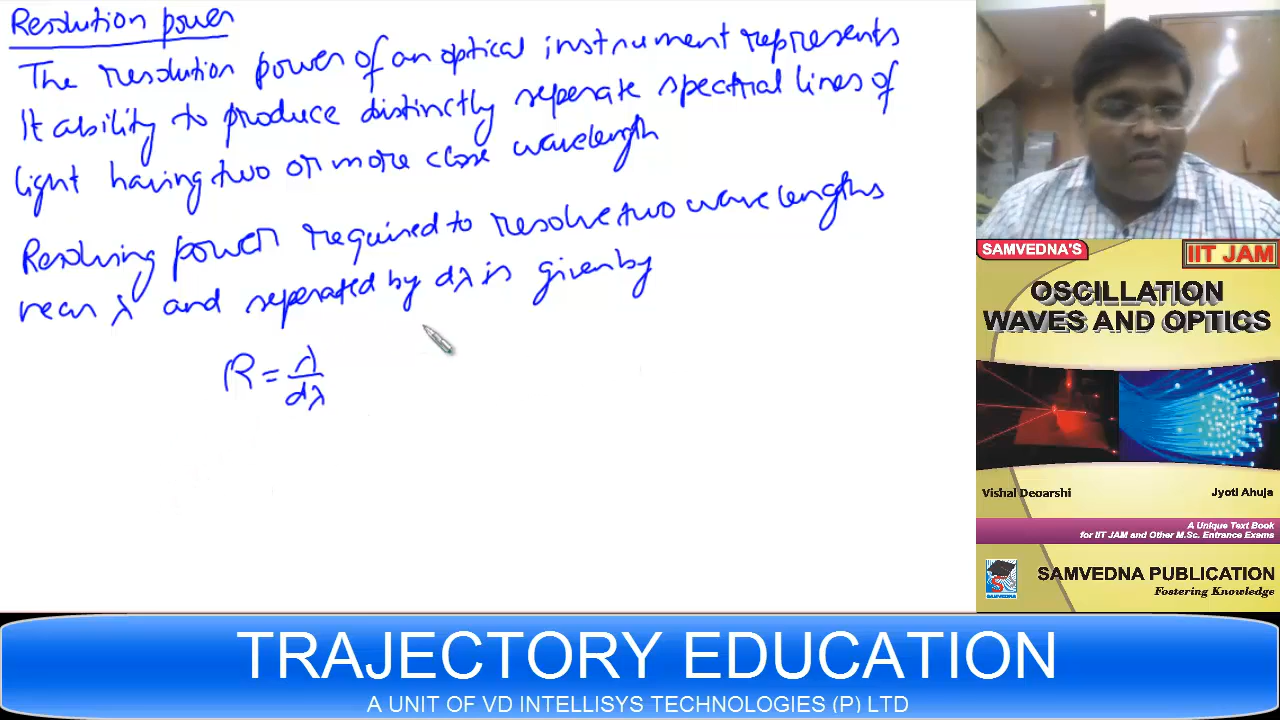 Resolution power
The resolution power of an optical instrument represents
It ability to produce distinctly seperate spectral lines of
light having two or more close wavelength
Resolving power required to resolve two wavelengths
near λ and seperated by dλ is given by
R = λ/dλ
SAMVEDNA'S
IIT JAM
OSCILLATION
WAVES AND OPTICS
Vishal Deoarshi
Jyoti Ahuja
A Unique Text Book
for IIT JAM and Other M.Sc. Entrance Exams
SAMVEDNA
SAMVEDNA PUBLICATION
Fostering Knowledge
TRAJECTORY EDUCATION
A UNIT OF VD INTELLISYS TECHNOLOGIES (P) LTD